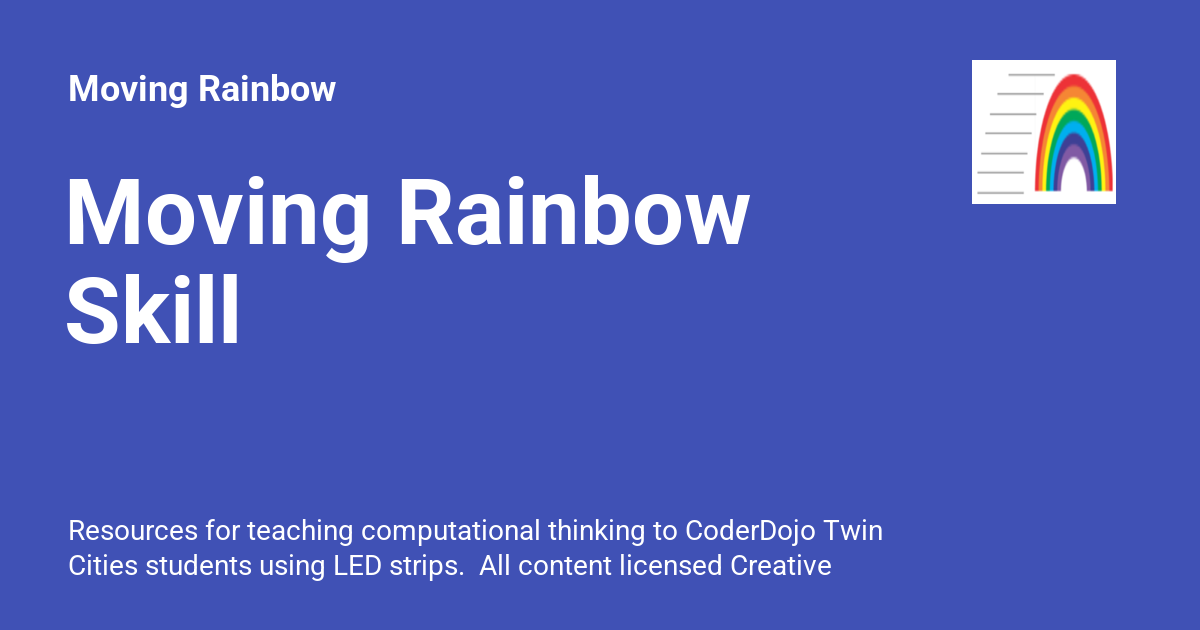 Moving Rainbow
Moving Rainbow
Skill
Resources for teaching computational thinking to CoderDojo Twin
Cities students using LED strips.  All content licensed Creative